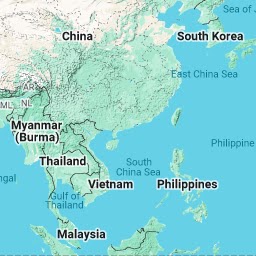 Sea of J
China
South Korea
East China Sea
AR
ML
NL
Myanmar
(Burma)
Philippine
Thailand
South
China Sea
Vietnam
Philippines
Gulf of
Thailand
Malaysia